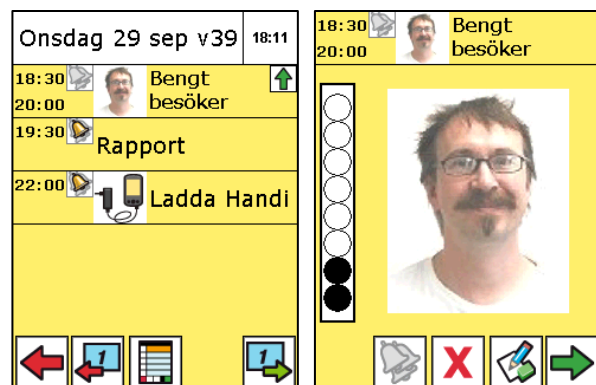 Onsdag 29 sep v39 18:11
18:30 Bengt
20:00 besöker
19:30 Rapport
22:00 Ladda Handi
1
1
18:30 Bengt
20:00 besöker
X